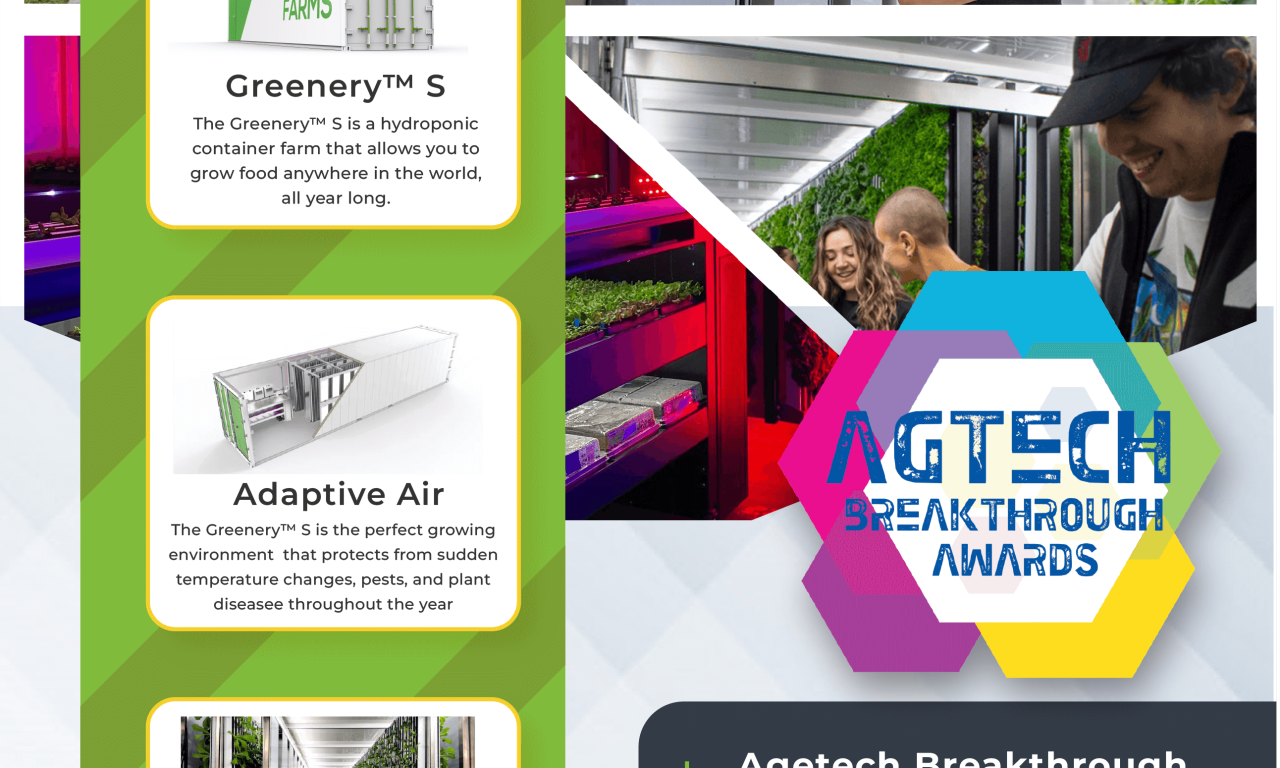 FARMS
Greenery™ S
The Greenery™ S is a hydroponic
container farm that allows you to
grow food anywhere in the world,
all year long.
Adaptive Air
The Greenery™ S is the perfect growing
environment  that protects from sudden
temperature changes, pests, and plant
diseasee throughout the year
AGTECH
BREAKTHROUGH
AWARDS
Agetech Breakthrough